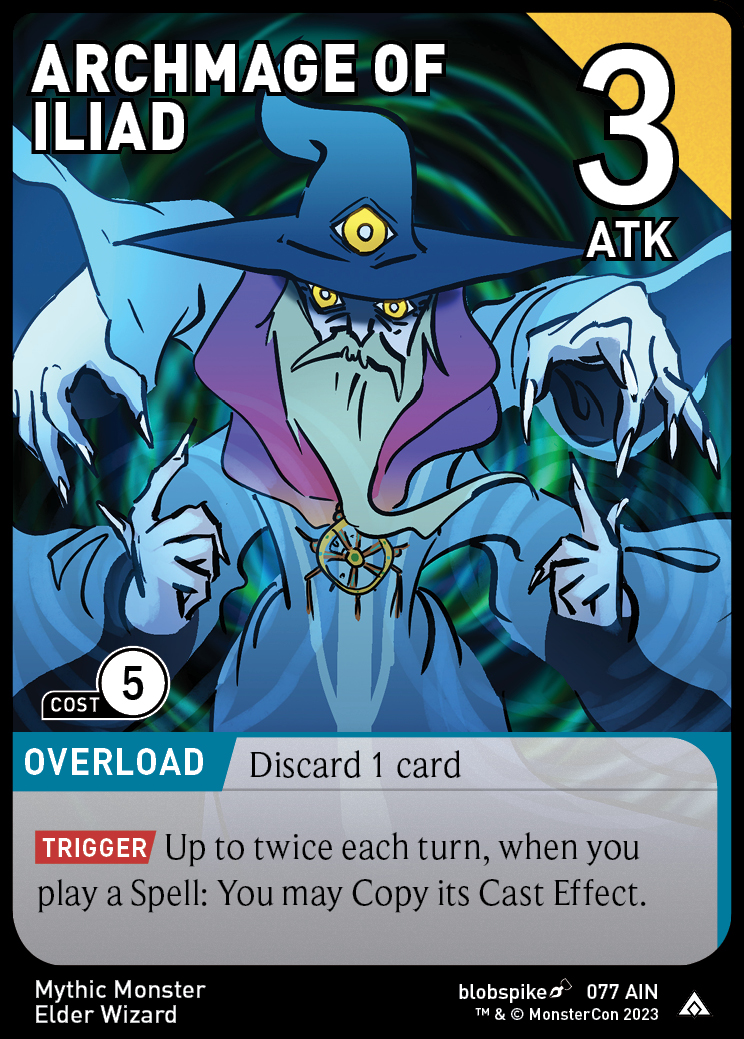 ARCHMAGE OF
ILIAD
3
ATK
COST 5
OVERLOAD Discard 1 card
TRIGGER Up to twice each turn, when you
play a Spell: You may Copy its Cast Effect.
Mythic Monster
Elder Wizard
blobspike 077 AIN
™ & © MonsterCon 2023